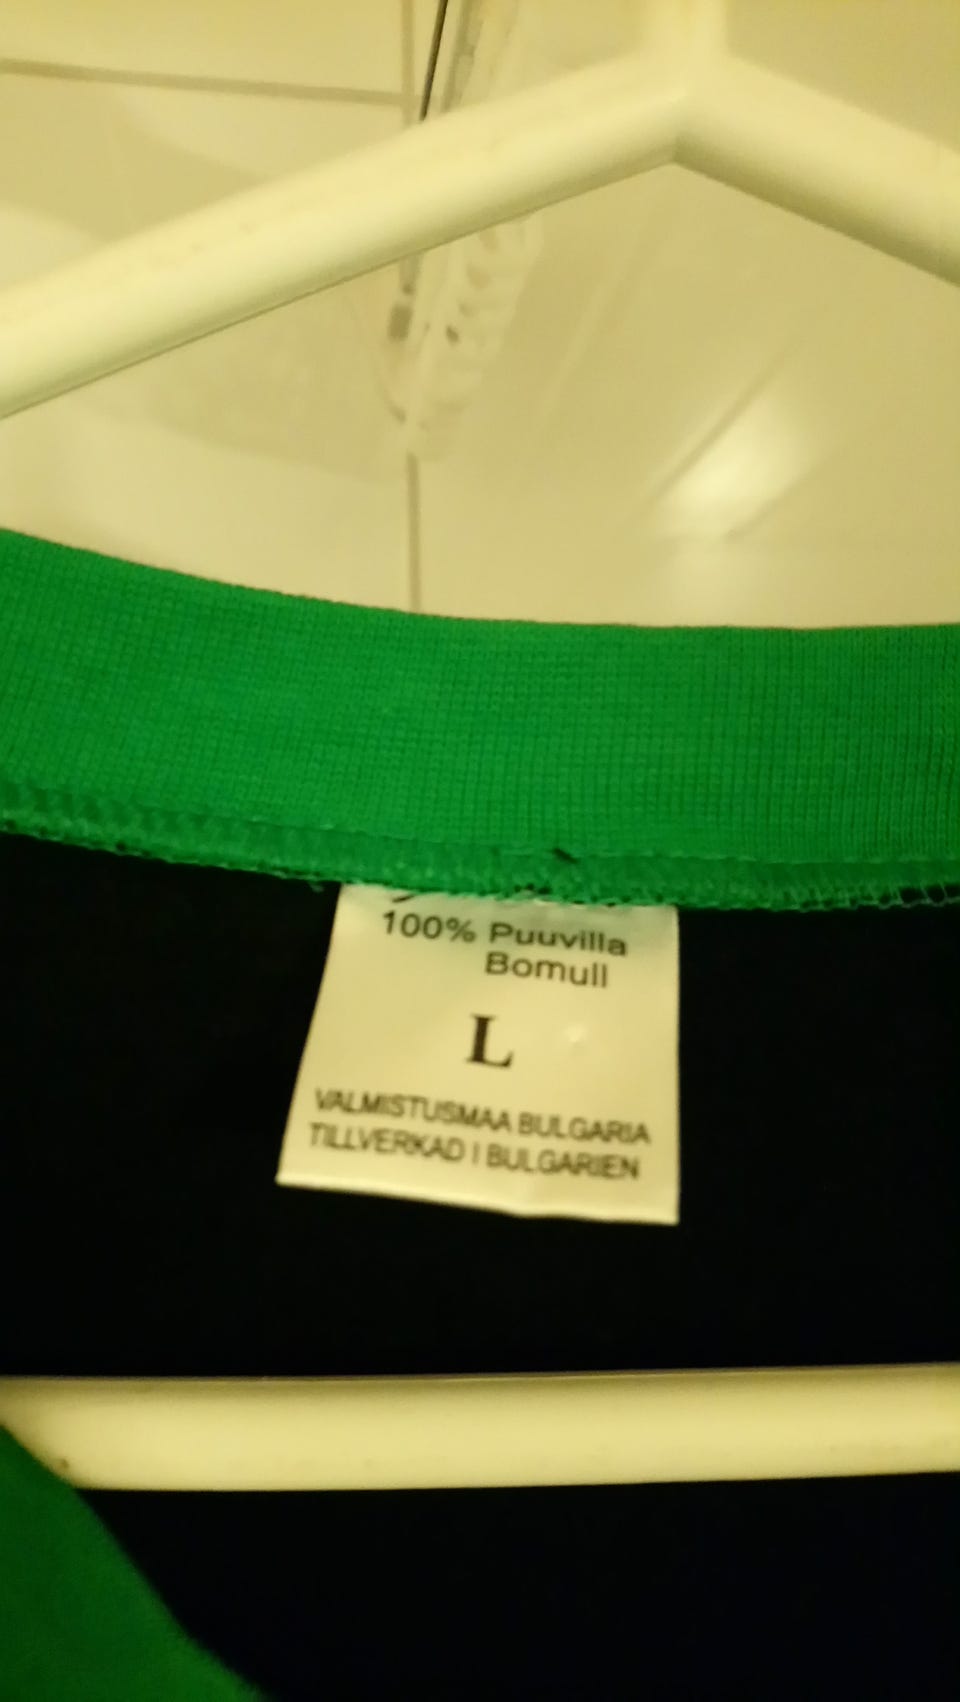 100% Puuvilla
Bomull
L
VALMISTUSMAA BULGARIA
TILLVERKAD I BULGARIEN